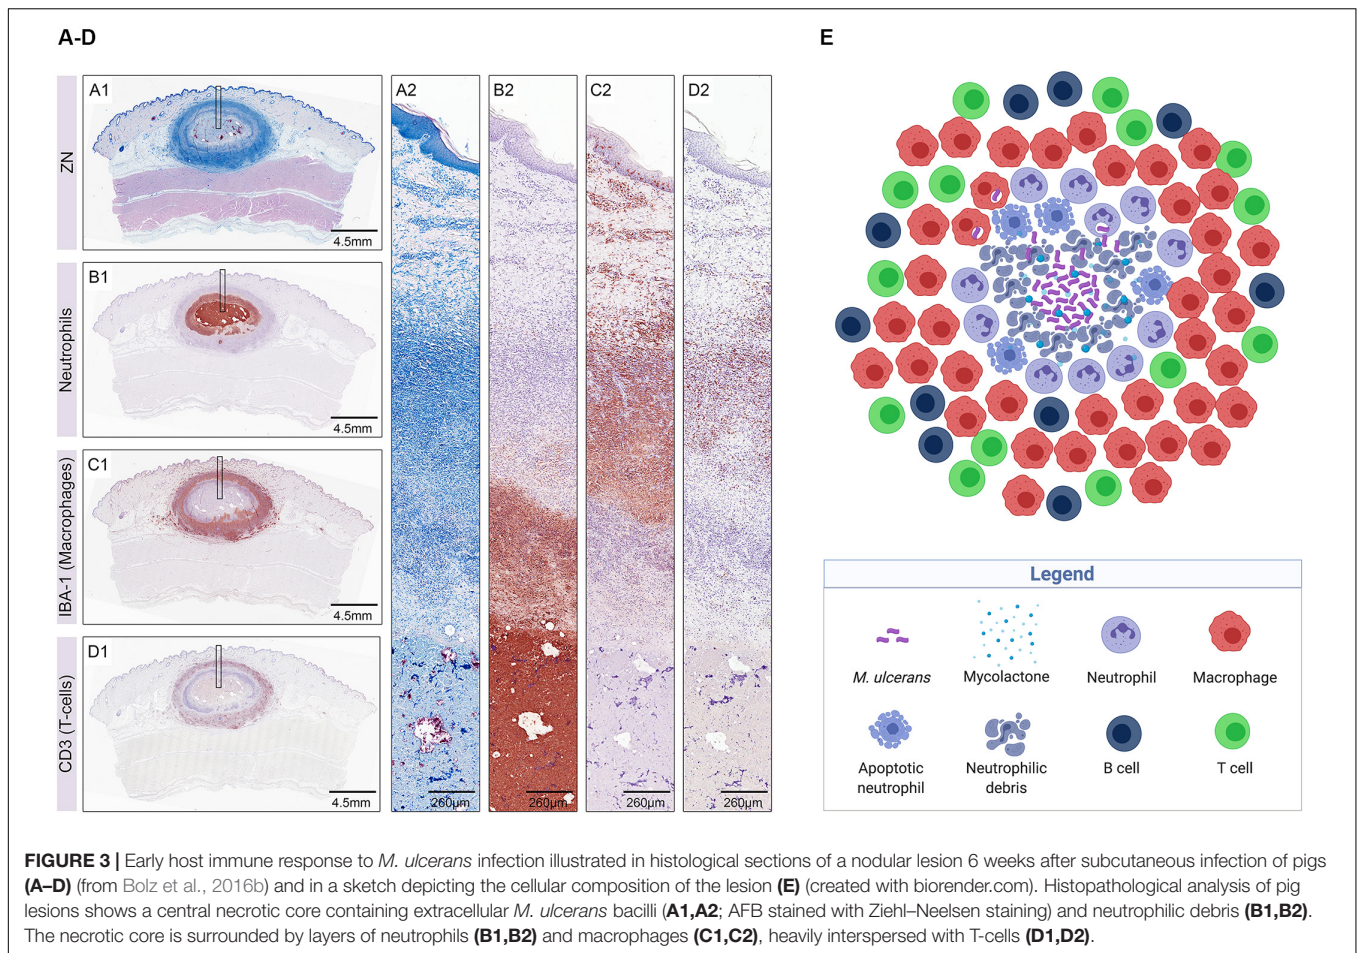 A-D
E
ZN
A1
4.5mm
Neutrophils
B1
4.5mm
IBA-1 (Macrophages)
C1
4.5mm
CD3 (T-cells)
D1
4.5mm
A2
B2
C2
D2
260µm
260µm
260µm
260µm
Legend
M. ulcerans
Mycolactone
Neutrophil
Macrophage
Apoptotic
neutrophil
Neutrophilic
debris
B cell
T cell
FIGURE 3 | Early host immune response to M. ulcerans infection illustrated in histological sections of a nodular lesion 6 weeks after subcutaneous infection of pigs
(A–D) (from Bolz et al., 2016b) and in a sketch depicting the cellular composition of the lesion (E) (created with biorender.com). Histopathological analysis of pig
lesions shows a central necrotic core containing extracellular M. ulcerans bacilli (A1,A2; AFB stained with Ziehl–Neelsen staining) and neutrophilic debris (B1,B2).
The necrotic core is surrounded by layers of neutrophils (B1,B2) and macrophages (C1,C2), heavily interspersed with T-cells (D1,D2).